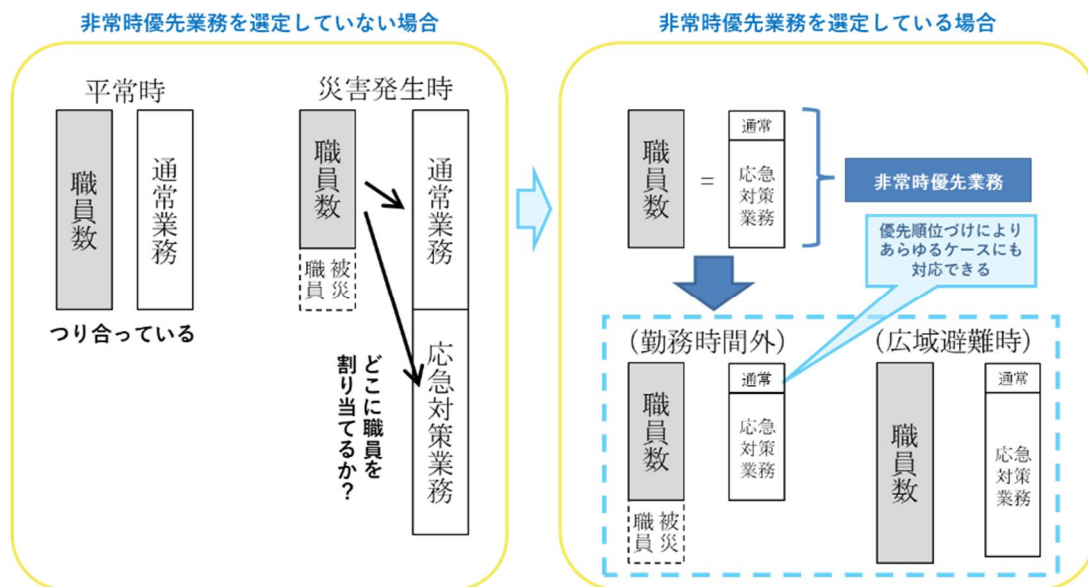 非常時優先業務を選定していない場合
平常時
職員数
通常業務
つり合っている
災害発生時
職員数
被災
職員
通常業務
応急対策業務
どこに職員を
割り当てるか？
非常時優先業務を選定している場合
職員数
=
通常
応急
対策
業務
非常時優先業務
優先順位づけにより
あらゆるケースにも
対応できる
(勤務時間外)
職員数
被災
職員
通常
応急
対策
業務
(広域避難時)
職員数
通常
応急
対策
業務